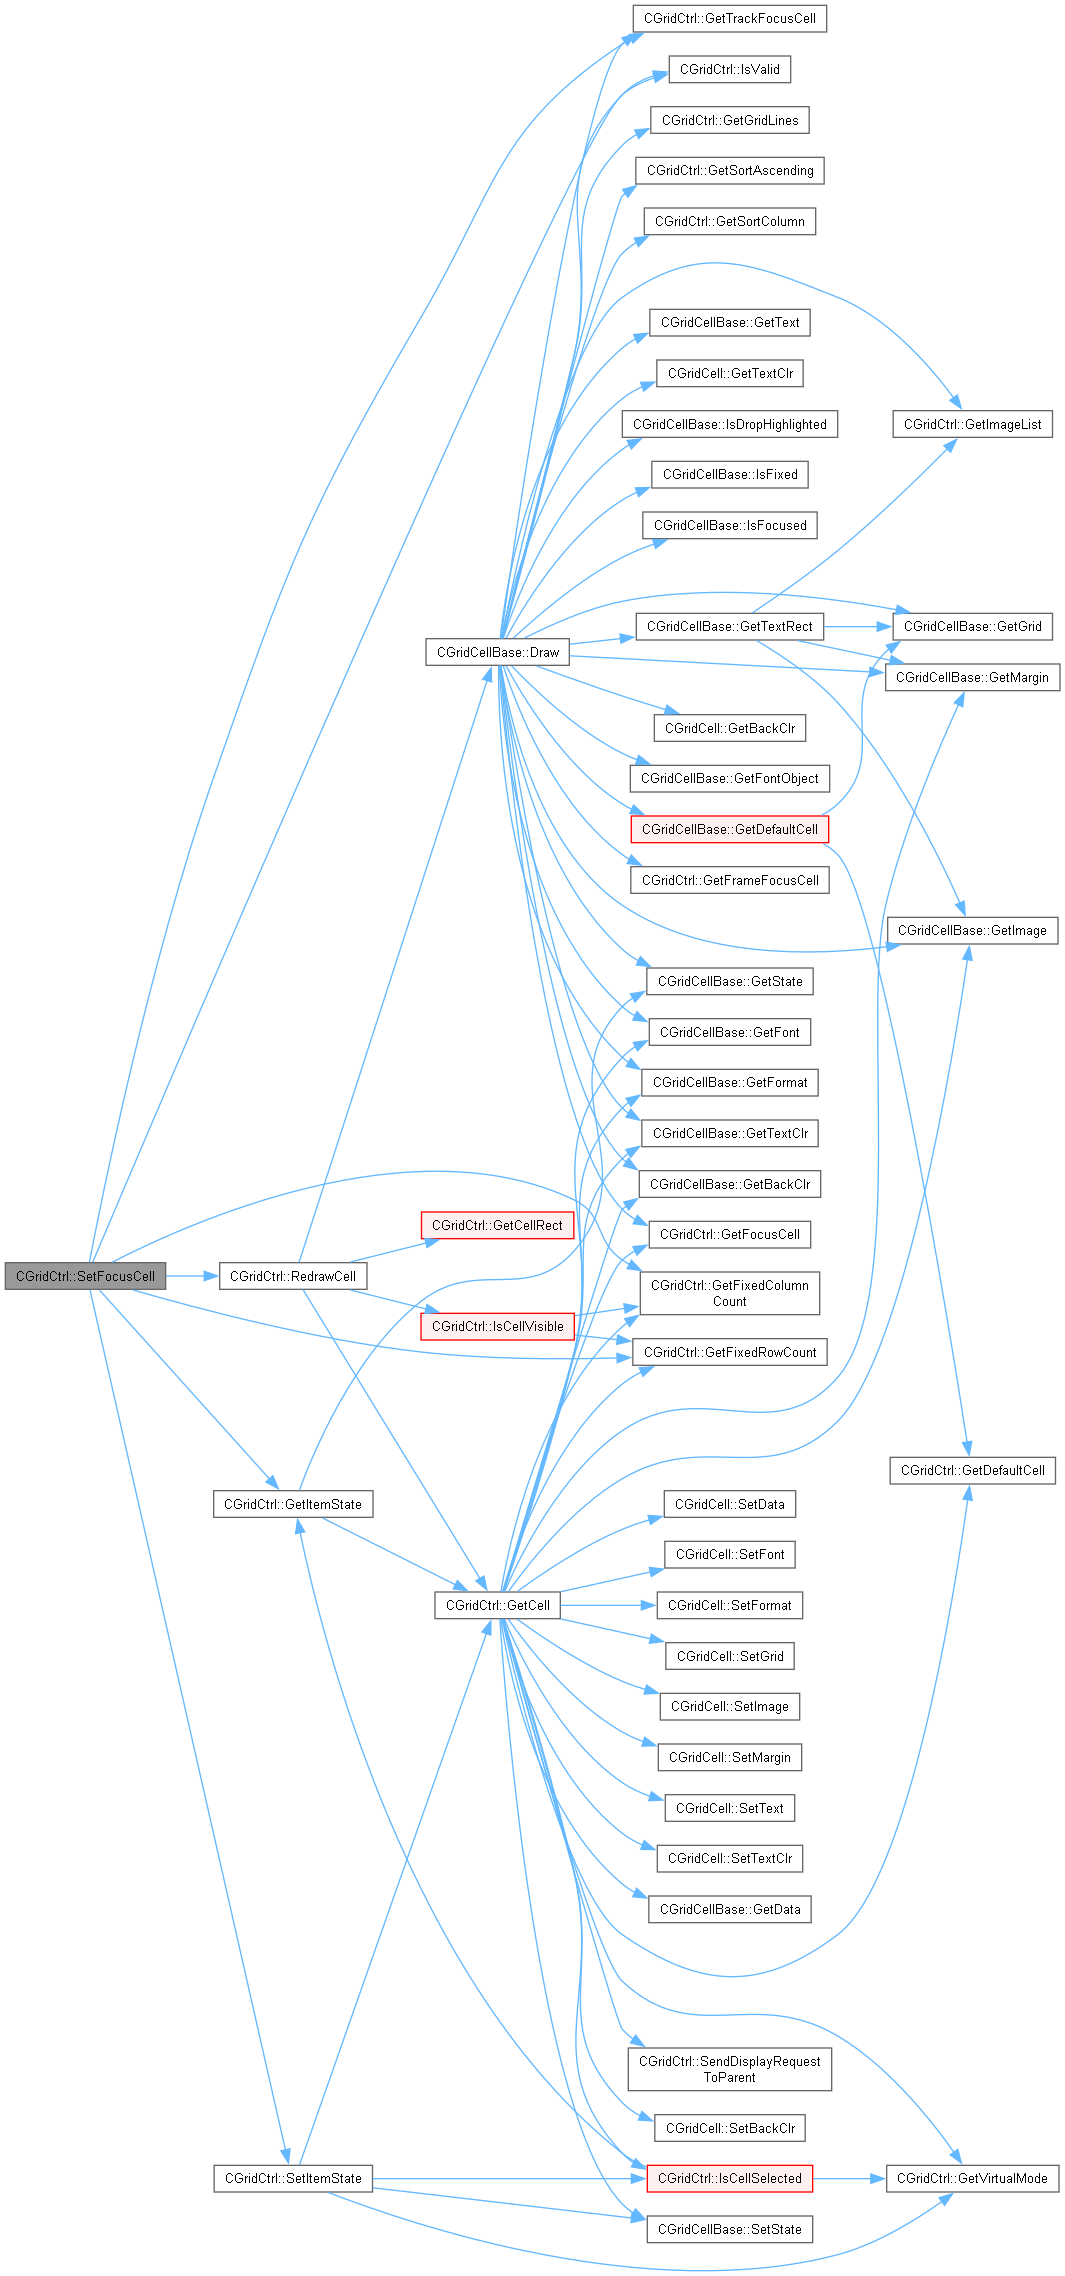 CGridCtrl::GetTrackFocusCell
CGridCtrl::IsValid
CGridCtrl::GetGridLines
CGridCtrl::GetSortAscending
CGridCtrl::GetSortColumn
CGridCellBase::GetText
CGridCell::GetTextClr
CGridCtrl::GetImageList
CGridCellBase::IsDropHighlighted
CGridCellBase::IsFixed
CGridCellBase::IsFocused
CGridCellBase::GetTextRect
CGridCellBase::GetGrid
CGridCellBase::Draw
CGridCellBase::GetMargin
CGridCell::GetBackClr
CGridCellBase::GetFontObject
CGridCellBase::GetDefaultCell
CGridCtrl::GetFrameFocusCell
CGridCellBase::GetImage
CGridCellBase::GetState
CGridCellBase::GetFont
CGridCellBase::GetFormat
CGridCellBase::GetTextClr
CGridCellBase::GetBackClr
CGridCtrl::GetCellRect
CGridCtrl::GetFocusCell
CGridCtrl::SetFocusCell
CGridCtrl::RedrawCell
CGridCtrl::GetFixedColumn
Count
CGridCtrl::IsCellVisible
CGridCtrl::GetFixedRowCount
CGridCtrl::GetDefaultCell
CGridCtrl::GetItemState
CGridCell::SetData
CGridCell::SetFont
CGridCtrl::GetCell
CGridCell::SetFormat
CGridCell::SetGrid
CGridCell::SetImage
CGridCell::SetMargin
CGridCell::SetText
CGridCell::SetTextClr
CGridCellBase::GetData
CGridCtrl::SendDisplayRequest
ToParent
CGridCell::SetBackClr
CGridCtrl::SetItemState
CGridCtrl::IsCellSelected
CGridCtrl::GetVirtualMode
CGridCellBase::SetState